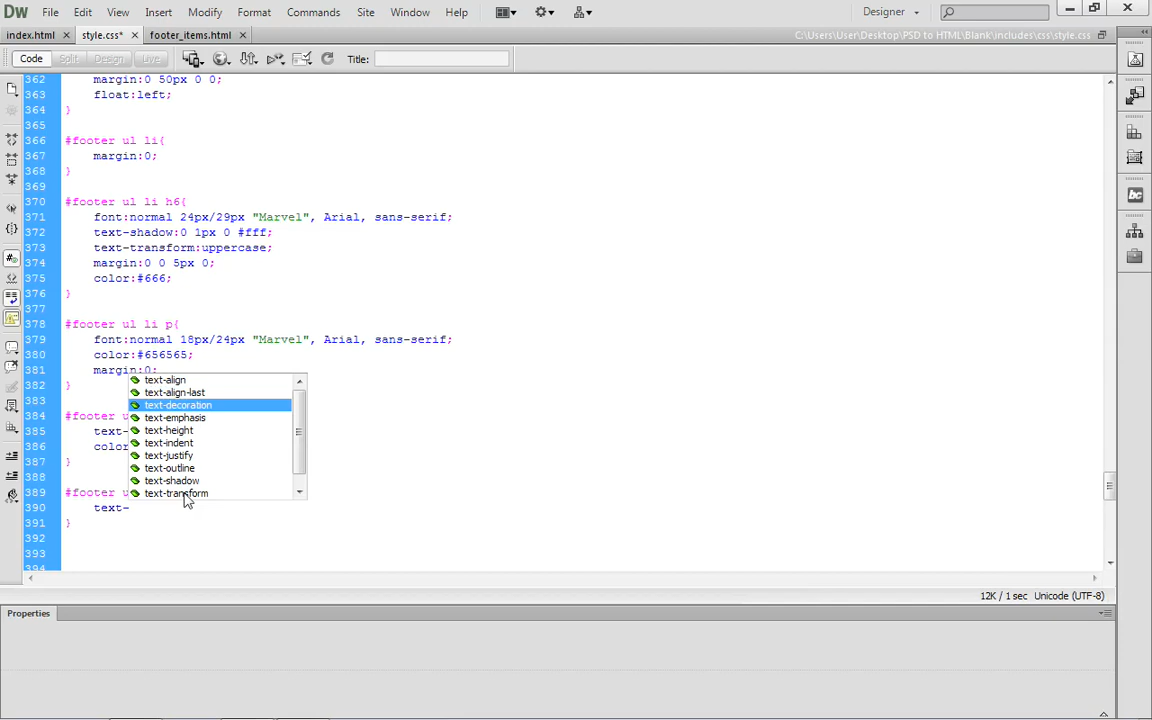 Dw File Edit View Insert Modify Format Commands Site Window Help Designer
index.html × style.css* × footer_items.html × C:\Users\User\Desktop\PSD to HTML\Blank\includes\css\style.css
Code Split Design Live Title:
362 margin:0 50px 0 0;
363 float:left;
364 }
365
366 #footer ul li{
367 margin:0;
368 }
369
370 #footer ul li h6{
371 font:normal 24px/29px "Marvel", Arial, sans-serif;
372 text-shadow:0 1px 0 #fff;
373 text-transform:uppercase;
374 margin:0 0 5px 0;
375 color:#666;
376 }
377
378 #footer ul li p{
379 font:normal 18px/24px "Marvel", Arial, sans-serif;
380 color:#656565;
381 margin:0;
382 }
383
384 #footer u
385 text-
386 color
387 }
388
389 #footer u
390 text-
391 }
392
393
394
text-align
text-align-last
text-decoration
text-emphasis
text-height
text-indent
text-justify
text-outline
text-shadow
text-transform
12K / 1 sec Unicode (UTF-8)
Properties